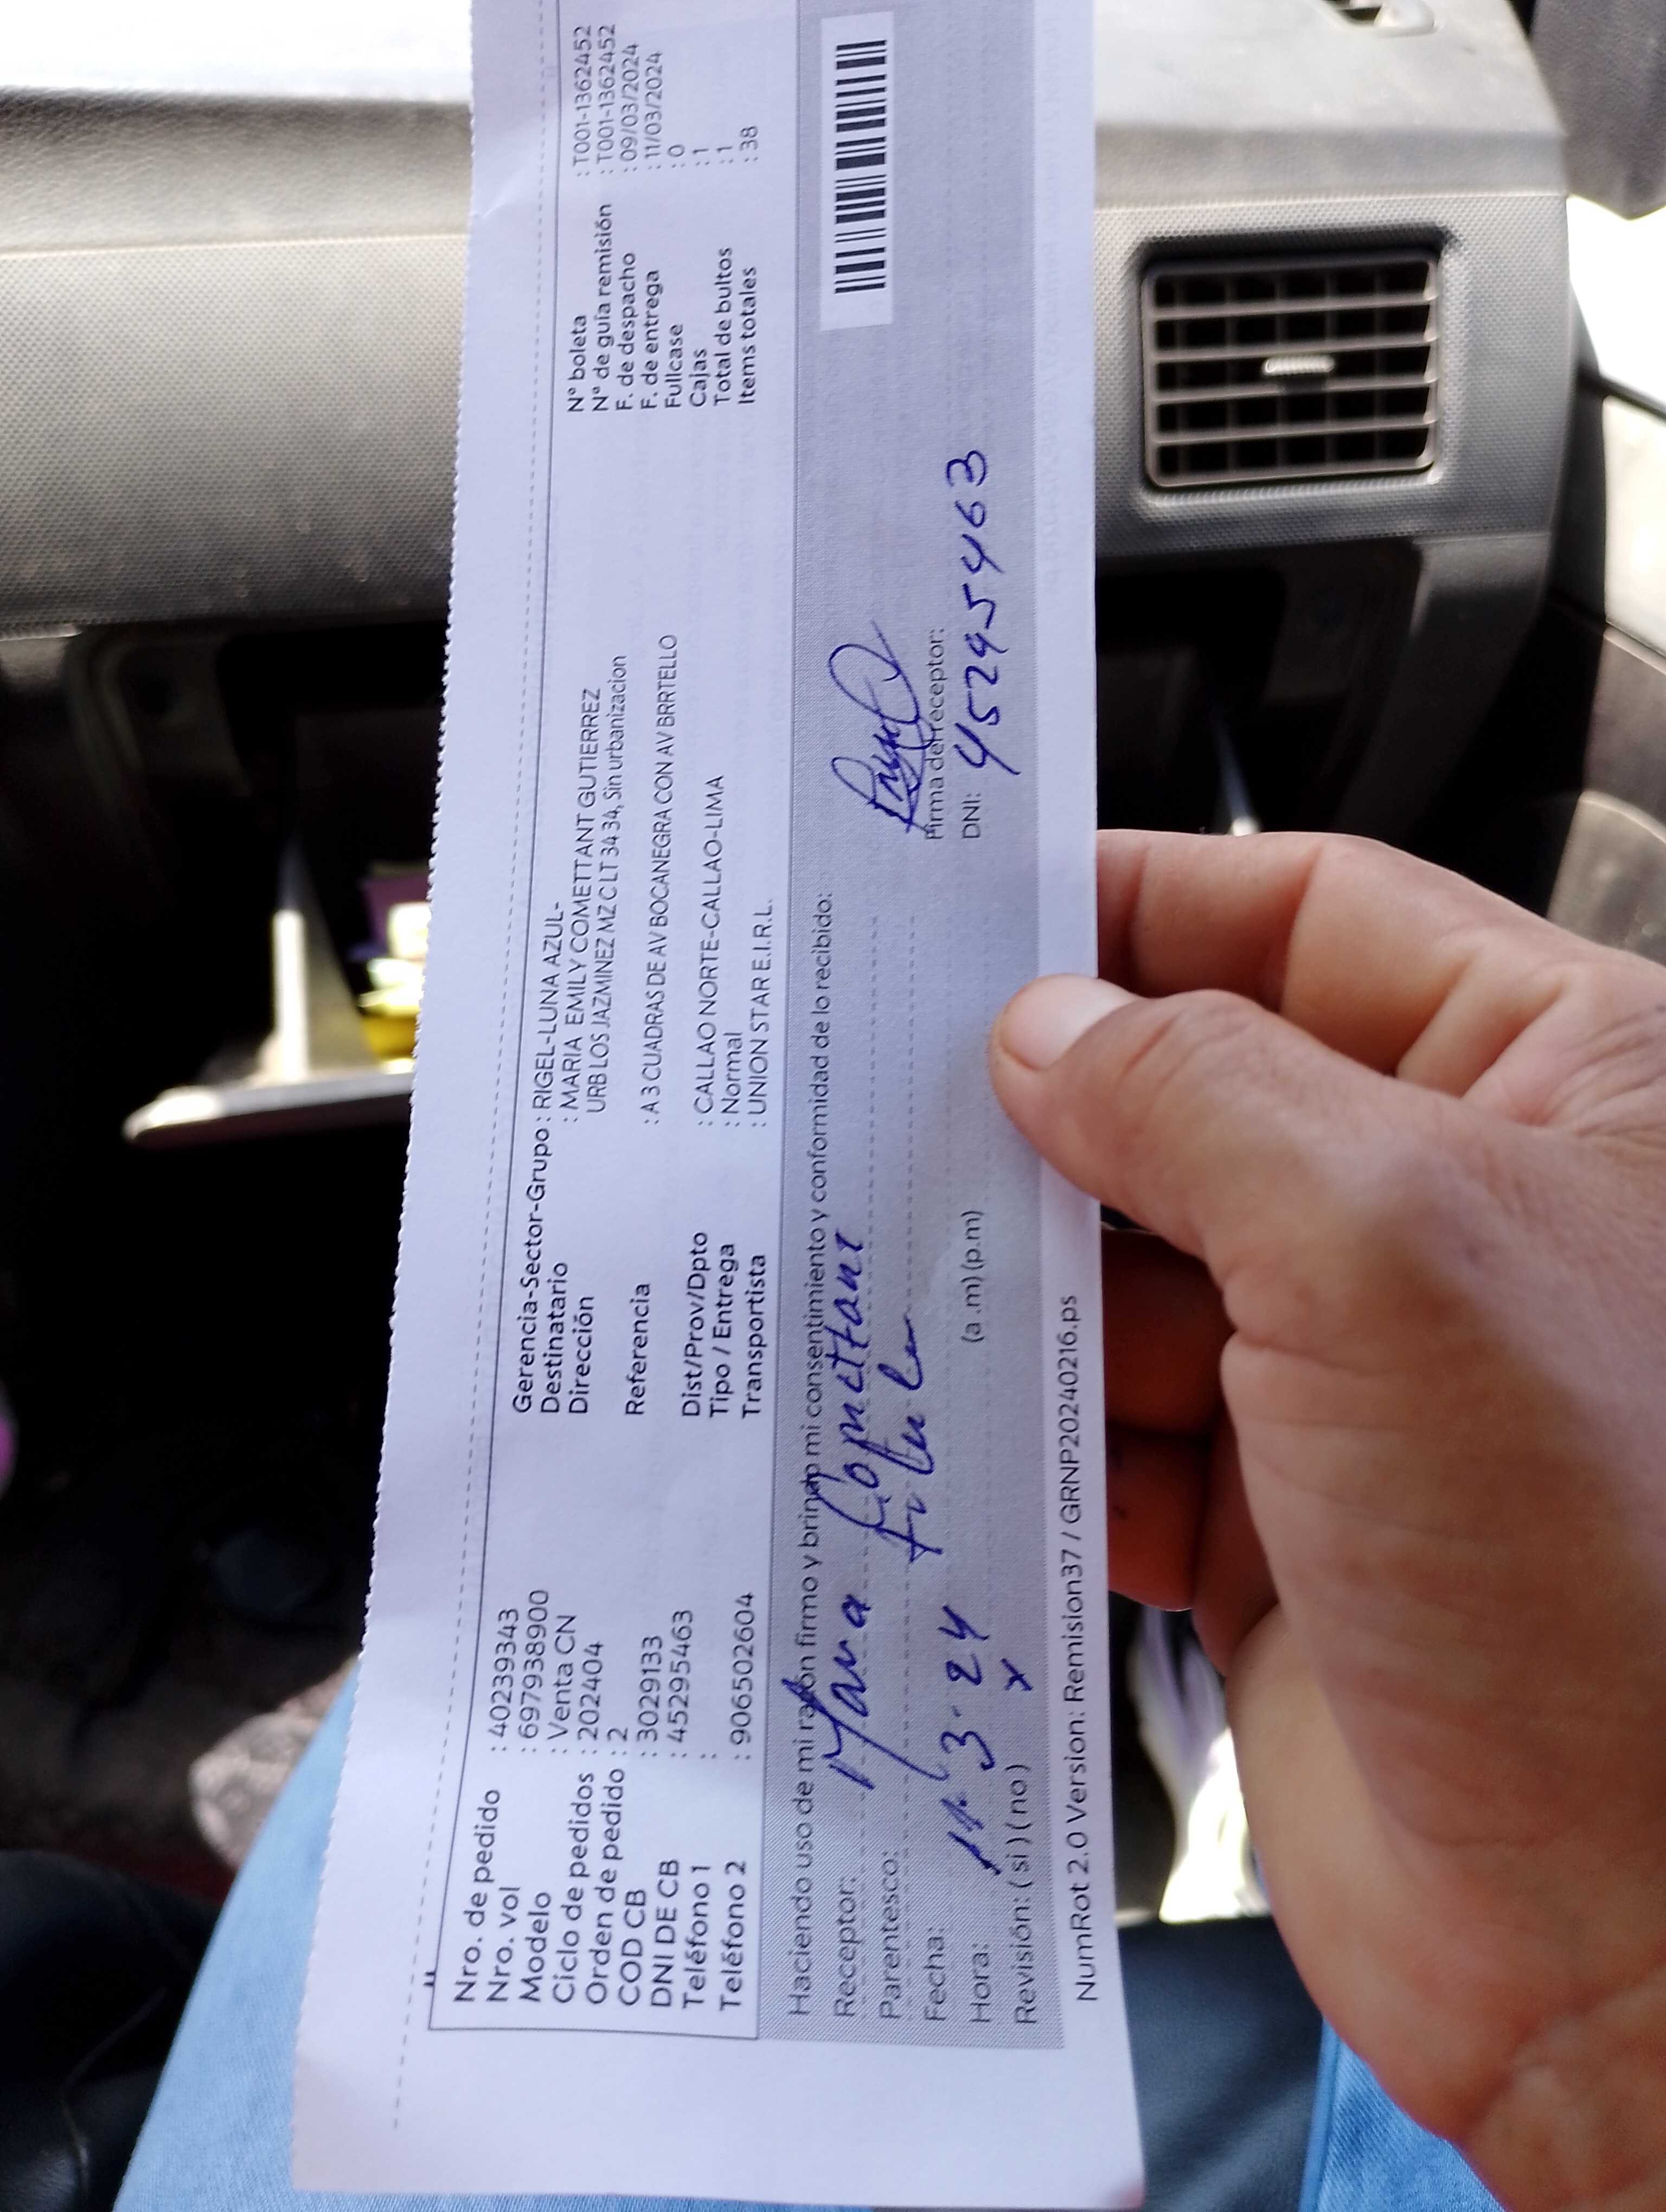 Nro. de pedido : 40239343
Nro. vol : 697938900
Modelo : Venta CN
Ciclo de pedidos : 202404
Orden de pedido : 2
COD CB : 3029133
DNI DE CB : 45295463
Teléfono 1 :
Teléfono 2 : 906502604
Gerencia-Sector-Grupo : RIGEL-LUNA AZUL-
Destinatario : MARIA EMILY COMETTANT GUTIERREZ
Dirección URB LOS JAZMINEZ MZ C LT 34 34, Sin urbanizacion
Referencia : A 3 CUADRAS DE AV BOCANEGRA CON AV BRRTELLO
Dist/Prov/Dpto : CALLAO NORTE-CALLAO-LIMA
Tipo / Entrega : Normal
Transportista : UNION STAR E.I.R.L.
N° boleta : T001-1362452
N° de guía remisión : T001-1362452
F. de despacho : 09/03/2024
F. de entrega : 11/03/2024
Fullcase : 0
Cajas : 1
Total de bultos : 1
Items totales : 38
Haciendo uso de mi razón firmo y brindo mi consentimiento y conformidad de lo recibido:
Receptor: Maria Comettant
Parentesco: titular
Fecha: 11. 3. 24
Hora: (a .m) (p.m)
Revisión: ( si ) ( no ) x
Firma del receptor:
DNI: 45295463
NumRot 2.0 Version: Remision37 / GRNP20240216.ps